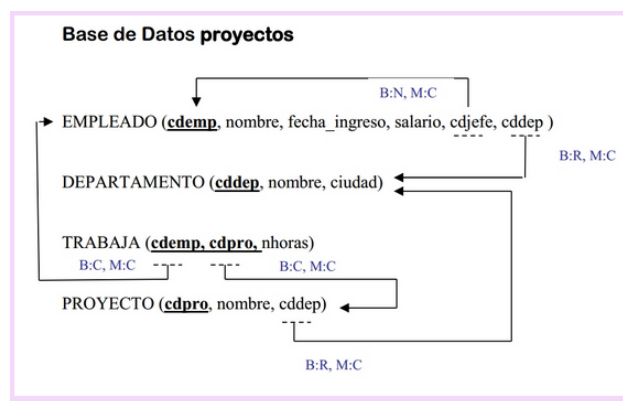 Base de Datos proyectos
B:N, M:C
EMPLEADO (cdemp, nombre, fecha_ingreso, salario, cdjefe, cddep )
B:R, M:C
DEPARTAMENTO (cddep, nombre, ciudad)
TRABAJA (cdemp, cdpro, nhoras)
B:C, M:C B:C, M:C
PROYECTO (cdpro, nombre, cddep)
B:R, M:C